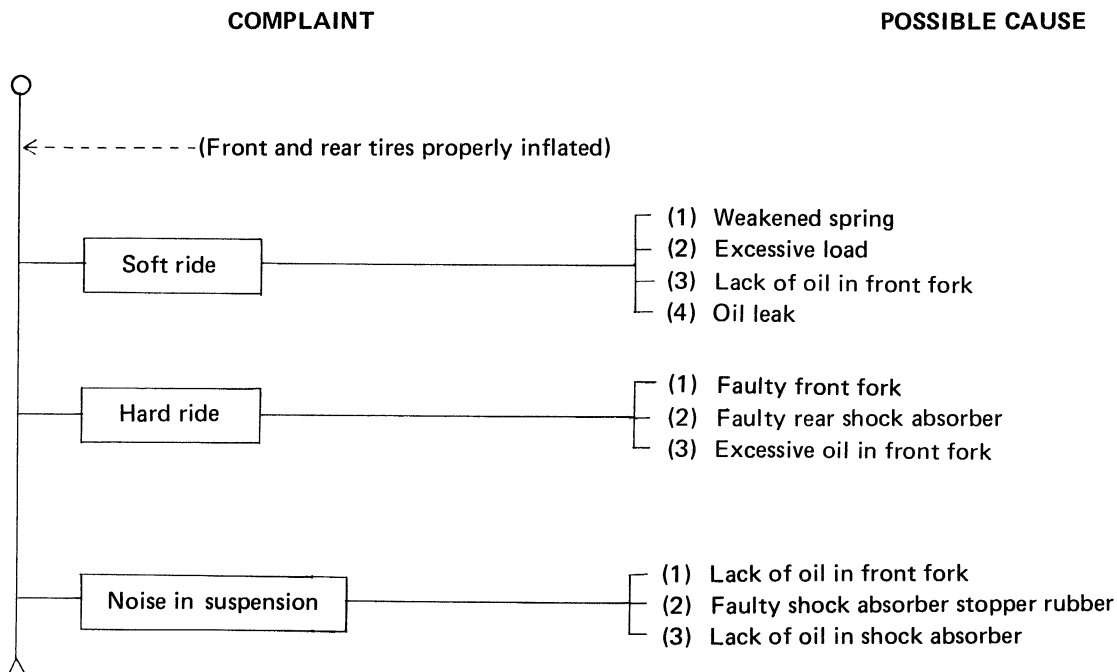 COMPLAINT
POSSIBLE CAUSE
(Front and rear tires properly inflated)
Soft ride
(1) Weakened spring
(2) Excessive load
(3) Lack of oil in front fork
(4) Oil leak
Hard ride
(1) Faulty front fork
(2) Faulty rear shock absorber
(3) Excessive oil in front fork
Noise in suspension
(1) Lack of oil in front fork
(2) Faulty shock absorber stopper rubber
(3) Lack of oil in shock absorber